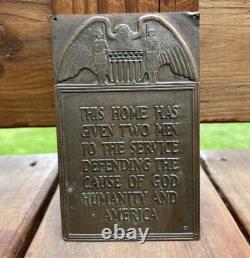 THIS HOME HAS
GIVEN TWO MEN
TO THE SERVICE
DEFENDING THE
CAUSE OF GOD
HUMANITY AND
AMERICA